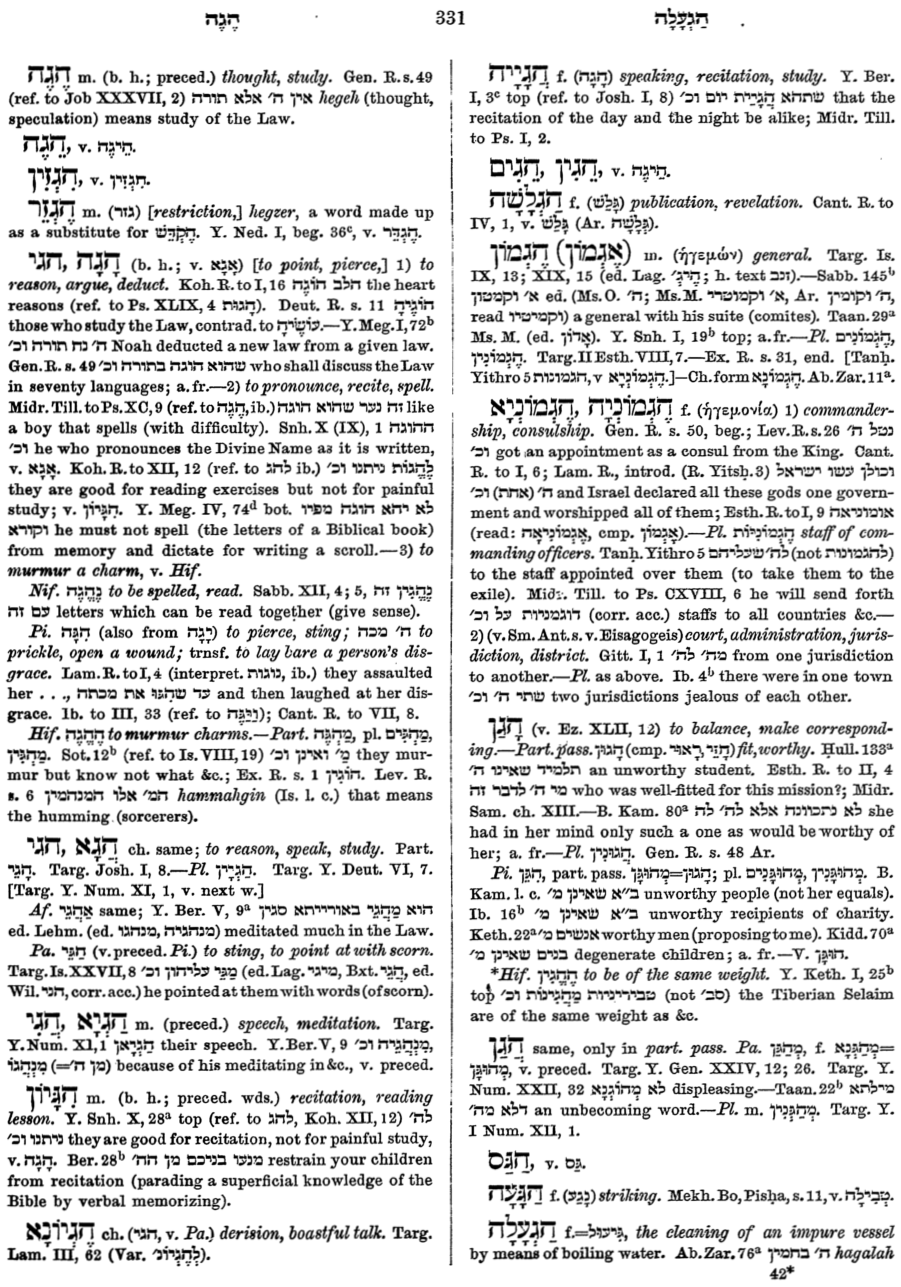 הֶגֶה
331
הַגְעָלָה
הֶגֶה m. (b. h.; preced.) thought, study. Gen. R. s. 49
(ref. to Job XXXVII, 2) אין ה' אלא תורה hegeh (thought,
speculation) means study of the Law.
הֵגֶה, v. הֵיגֶה.
הִגְזִין, v. חִגְזִין.
הֶגְזֵר m. (גזר) [restriction,] hegzer, a word made up
as a substitute for הֶקְדֵּשׁ. Y. Ned. I, beg. 36c, v. הֶגְדֵּר.
הָגָה, הגי (b. h.; v. אָגָא) [to point, pierce,] 1) to
reason, argue, deduct. Koh. R. to I, 16 הלב הוֹגֶה the heart
reasons (ref. to Ps. XLIX, 4 הָגוּת). Deut. R. s. 11 הוֹגֶיהָ
those who study the Law, contrad. to עוֹשֶׂיהָ.—Y. Meg. I, 72b
ה' נח תורה וכ' Noah deducted a new law from a given law.
Gen. R. s. 49 שהוא הוגה בתורה וכ' who shall discuss the Law
in seventy languages; a. fr.—2) to pronounce, recite, spell.
Midr. Till. to Ps. XC, 9 (ref. to הֶגֶה, ib.) זה נער שהוא הוגה like
a boy that spells (with difficulty). Snh. X (IX), 1 ההוגה
וכ' he who pronounces the Divine Name as it is written,
v. אָגָא. Koh. R. to XII, 12 (ref. to להג ib.) לַהֲגוֹת ניתנו וכ'
they are good for reading exercises but not for painful
study; v. הִגָּיוֹן. Y. Meg. IV, 74d bot. לא יהא הוגה מפיו
וקורא he must not spell (the letters of a Biblical book)
from memory and dictate for writing a scroll.—3) to
murmur a charm, v. Hif.
Nif. נֶהֱגֶה to be spelled, read. Sabb. XII, 4; 5, נֶהֱגִין זה
עם זה letters which can be read together (give sense).
Pi. הִגָּה (also from יָגָה) to pierce, sting; ה' מכה to
prickle, open a wound; trnsf. to lay bare a person's dis-
grace. Lam. R. to I, 4 (interpret. נוגות, ib.) they assaulted
her . . ., עד שהִגּוּ את מכתה and then laughed at her dis-
grace. Ib. to III, 33 (ref. to וַיַּגֶּה); Cant. R. to VII, 8.
Hif. הֶהֱגֶה to murmur charms.—Part. מַהְגֶּה, pl. מַהְגִּים,
מַהְגִּין. Sot. 12b (ref. to Is. VIII, 19) מַ' ואינן וכ' they mur-
mur but know not what &c.; Ex. R. s. 1 הוֹגִין. Lev. R.
s. 6 המ' אלו המנהמין hammahgin (Is. l. c.) that means
the humming (sorcerers).
הֲגָא, הגי ch. same; to reason, speak, study. Part.
הָגֵי. Targ. Josh. I, 8.—Pl. הָגְיָין. Targ. Y. Deut. VI, 7.
[Targ. Y. Num. XI, 1, v. next w.]
Af. אַהֲגֵי same; Y. Ber. V, 9a הוא מַהֲגֵי באורייתא סגין
ed. Lehm. (ed. מנהגיה, מנהגו) meditated much in the Law.
Pa. הַגֵּי (v. preced. Pi.) to sting, to point at with scorn.
Targ. Is. XXVII, 8 מַגֵּי עליהון וכ' (ed. Lag. מיגי, Bxt. הֲגֵי, ed.
Wil. הגי, corr. acc.) he pointed at them with words (of scorn).
הַגְיָא, הֲגִי m. (preced.) speech, meditation. Targ.
Y. Num. XI, 1 הֶגְיָאן their speech. Y. Ber. V, 9 מִנְהֲגֵיהּ וכ',
מִנְהֲגוֹ (=מן ה') because of his meditating in &c., v. preced.
הִגָּיוֹן m. (b. h.; preced. wds.) recitation, reading
lesson. Y. Snh. X, 28a top (ref. to להג, Koh. XII, 12) לה'
ניתנו וכ' they are good for recitation, not for painful study,
v. הָגָה. Ber. 28b מנעו בניכם מן הה' restrain your children
from recitation (parading a superficial knowledge of the
Bible by verbal memorizing).
הֶגְיוֹנָא ch. (הגי, v. Pa.) derision, boastful talk. Targ.
Lam. III, 62 (Var. לְהֶגְיוֹנ').
הֲגָיָיה f. (הָגָה) speaking, recitation, study. Y. Ber.
I, 3c top (ref. to Josh. I, 8) שתהא הֲגָיַית יום וכ' that the
recitation of the day and the night be alike; Midr. Till.
to Ps. I, 2.
הֵגִין, הֵגִים, v. הֵיגֶה.
הַגְלָשָׁה f. (גָּלַשׁ) publication, revelation. Cant. R. to
IV, 1, v. גָּלַשׁ (Ar. גְּלָשָׁה).
הֶגְמוֹן (אֶגְמוֹן) m. (ἡγεμών) general. Targ. Is.
IX, 13; XIX, 15 (ed. Lag. הֵיגְ'; h. text זנב).—Sabb. 145b
א' וקמטון ed. (Ms. O. ה'; Ms. M. א' וקמוטרי, Ar. ה' וקומין,
read וקמיטיו) a general with his suite (comites). Taan. 29a
Ms. M. (ed. אָדוֹן). Y. Snh. I, 19b top; a. fr.—Pl. הֶגְמוֹנִים,
הֶגְמוֹנִין. Targ. II Esth. VIII, 7.—Ex. R. s. 31, end. [Tanḥ.
Yithro 5 הגמונות, v הֶגְמוֹנְיָא.]—Ch. form הֶגְמוֹנָא. Ab. Zar. 11a.
הֶגְמוֹנְיָה, הֶגְמוֹנְיָא f. (ἡγεμονία) 1) commander-
ship, consulship. Gen. R. s. 50, beg.; Lev. R. s. 26 נטל ה'
וכ' got an appointment as a consul from the King. Cant.
R. to I, 6; Lam. R., introd. (R. Yitsḥ. 3) וכולן עשו ישראל
ה' (אחת) וכ' and Israel declared all these gods one govern-
ment and worshipped all of them; Esth. R. to I, 9 אומוניראה
(read: אֶגְמוֹנִיאָה, cmp. אֶגְמוֹן).—Pl. הֶגְמוֹנִיּוֹת staff of com-
manding officers. Tanḥ. Yithro 5 לה' שעליהם (not להגמונות)
to the staff appointed over them (to take them to the
exile). Midr. Till. to Ps. CXVIII, 6 he will send forth
דוגמניות על וכ' (corr. acc.) staffs to all countries &c.—
2) (v. Sm. Ant. s. v. Eisagogeis) court, administration, juris-
diction, district. Gitt. I, 1 מה' לה' from one jurisdiction
to another.—Pl. as above. Ib. 4b there were in one town
שתי ה' וכ' two jurisdictions jealous of each other.
הָגַן (v. Ez. XLII, 12) to balance, make correspond-
ing.—Part. pass. הָגוּן (cmp. חֲזִי, רָאוּי) fit, worthy. Ḥull. 133a
תלמיד שאינו ה' an unworthy student. Esth. R. to II, 4
מי ה' לדבר זה who was well-fitted for this mission?; Midr.
Sam. ch. XIII.—B. Kam. 80a לא נתכוונה אלא לה' לה she
had in her mind only such a one as would be worthy of
her; a. fr.—Pl. הֲגוּנִין. Gen. R. s. 48 Ar.
Pi. הִגֵּן, part. pass. מְהוּגָּן=הָגוּן; pl. מְהוּגָּנִים, מְהוּגָּנִין. B.
Kam. l. c. ב"א שאינן מ' unworthy people (not her equals).
Ib. 16b ב"א שאינן מ' unworthy recipients of charity.
Keth. 22a אנשים מ' worthy men (proposing to me). Kidd. 70a
בנים שאינן מ' degenerate children; a. fr.—V. הוּגָּן.
*Hif. הֶהֱגִין to be of the same weight. Y. Keth. I, 25b
top טביריניות מַהֲגִינוֹת וכ' (not סב') the Tiberian Selaim
are of the same weight as &c.
הֲגַן same, only in part. pass. Pa. מְהַגַּן, f. מְהַגְּנָא=
מְהוּגָּן, v. preced. Targ. Y. Gen. XXIV, 12; 26. Targ. Y.
Num. XXII, 32 לא מְהוֹגְנָא displeasing.—Taan. 22b מילתא
דלא מה' an unbecoming word.—Pl. m. מְהַגְּנִין. Targ. Y.
I Num. XII, 1.
הַגַּס, v. גַּס.
הַגָּעָה f. (נָגַע) striking. Mekh. Bo, Pisḥa, s. 11, v. טְבִילָה.
הַגְעָלָה f.=גִּיעוּל, the cleaning of an impure vessel
by means of boiling water. Ab. Zar. 76a ה' בחמין hagalah
42*